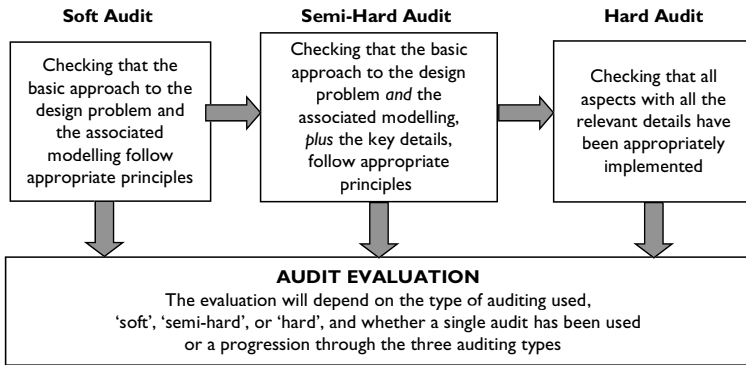 Soft Audit
Semi-Hard Audit
Hard Audit
Checking that the
basic approach to the
design problem and
the associated
modelling follow
appropriate principles
Checking that the basic
approach to the design
problem and the
associated modelling,
plus the key details,
follow appropriate
principles
Checking that all
aspects with all the
relevant details have
been appropriately
implemented
AUDIT EVALUATION
The evaluation will depend on the type of auditing used,
‘soft’, ‘semi-hard’, or ‘hard’, and whether a single audit has been used
or a progression through the three auditing types